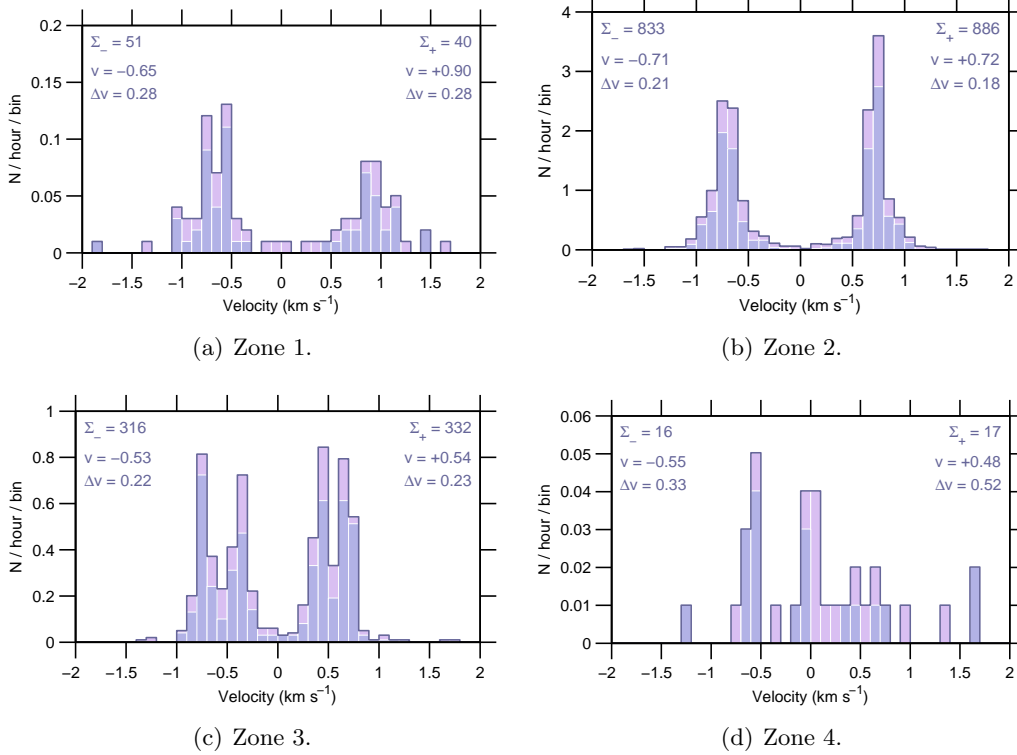 Σ− = 51
Σ+ = 40
v = −0.65
v = +0.90
Δv = 0.28
Δv = 0.28
N / hour / bin
0.2
0.15
0.1
0.05
0
−2 −1.5 −1 −0.5 0 0.5 1 1.5 2
Velocity (km s−1)
(a) Zone 1.
Σ− = 833
Σ+ = 886
v = −0.71
v = +0.72
Δv = 0.21
Δv = 0.18
N / hour / bin
4
3
2
1
0
−2 −1.5 −1 −0.5 0 0.5 1 1.5 2
Velocity (km s−1)
(b) Zone 2.
Σ− = 316
Σ+ = 332
v = −0.53
v = +0.54
Δv = 0.22
Δv = 0.23
N / hour / bin
1
0.8
0.6
0.4
0.2
0
−2 −1.5 −1 −0.5 0 0.5 1 1.5 2
Velocity (km s−1)
(c) Zone 3.
Σ− = 16
Σ+ = 17
v = −0.55
v = +0.48
Δv = 0.33
Δv = 0.52
N / hour / bin
0.06
0.05
0.04
0.03
0.02
0.01
0
−2 −1.5 −1 −0.5 0 0.5 1 1.5 2
Velocity (km s−1)
(d) Zone 4.